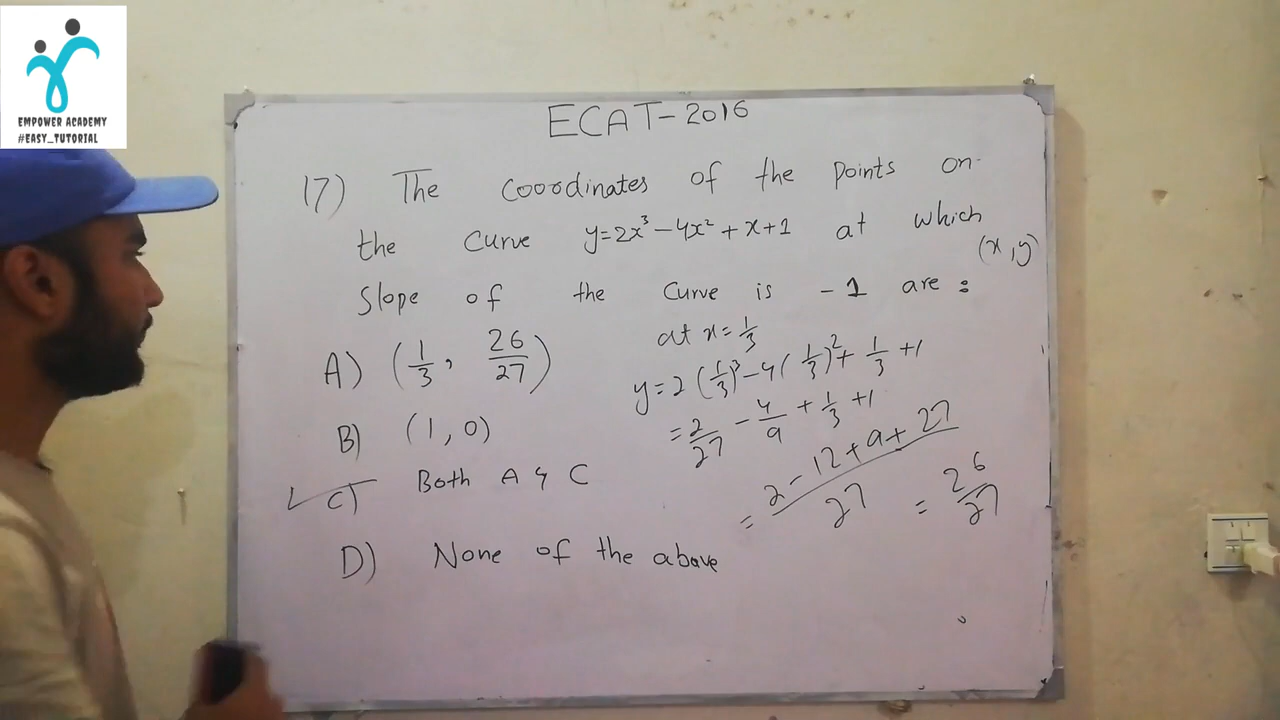 EMPOWER ACADEMY
#EASY_TUTORIAL
ECAT-2016
17) The coordinates of the points on
the curve y=2x³-4x²+x+1 at which
(x,y)
Slope of the curve is -1 are :
A) (1/3, 26/27)
B) (1,0)
C) Both A & C
D) None of the above
at x=1/3
y=2(1/3)³-4(1/3)²+1/3+1
=2/27-4/9+1/3+1
=2-12+9+27/27 =26/27